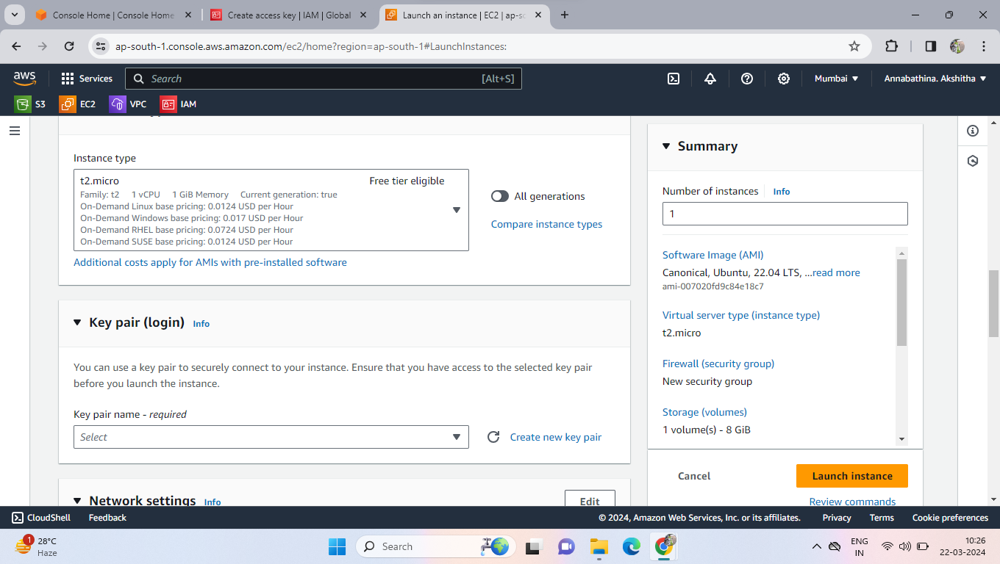 Console Home | Console Home
Create access key | IAM | Global
Launch an instance | EC2 | ap-sc
ap-south-1.console.aws.amazon.com/ec2/home?region=ap-south-1#LaunchInstances:
aws
Services
Search
[Alt+S]
Mumbai
Annabathina. Akshitha
S3
EC2
VPC
IAM
Instance type
t2.micro
Free tier eligible
Family: t2 1 vCPU 1 GiB Memory Current generation: true
On-Demand Linux base pricing: 0.0124 USD per Hour
On-Demand Windows base pricing: 0.017 USD per Hour
On-Demand RHEL base pricing: 0.0724 USD per Hour
On-Demand SUSE base pricing: 0.0124 USD per Hour
All generations
Compare instance types
Additional costs apply for AMIs with pre-installed software
Key pair (login) Info
You can use a key pair to securely connect to your instance. Ensure that you have access to the selected key pair
before you launch the instance.
Key pair name - required
Select
Create new key pair
Network settings Info
Edit
Summary
Number of instances Info
1
Software Image (AMI)
Canonical, Ubuntu, 22.04 LTS, ...read more
ami-007020fd9c84e18c7
Virtual server type (instance type)
t2.micro
Firewall (security group)
New security group
Storage (volumes)
1 volume(s) - 8 GiB
Cancel
Launch instance
Review commands
CloudShell
Feedback
© 2024, Amazon Web Services, Inc. or its affiliates.
Privacy
Terms
Cookie preferences
1
28°C
Haze
Search
ENG
IN
10:26
22-03-2024